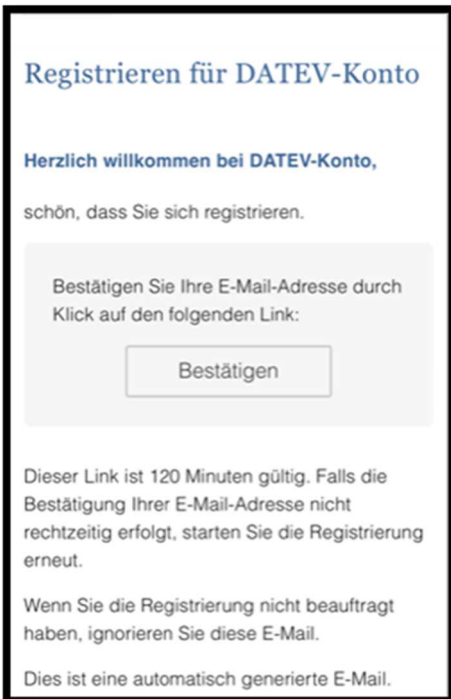 Registrieren für DATEV-Konto
Herzlich willkommen bei DATEV-Konto,
schön, dass Sie sich registrieren.
Bestätigen Sie Ihre E-Mail-Adresse durch
Klick auf den folgenden Link:
Bestätigen
Dieser Link ist 120 Minuten gültig. Falls die
Bestätigung Ihrer E-Mail-Adresse nicht
rechtzeitig erfolgt, starten Sie die Registrierung
erneut.
Wenn Sie die Registrierung nicht beauftragt
haben, ignorieren Sie diese E-Mail.
Dies ist eine automatisch generierte E-Mail.